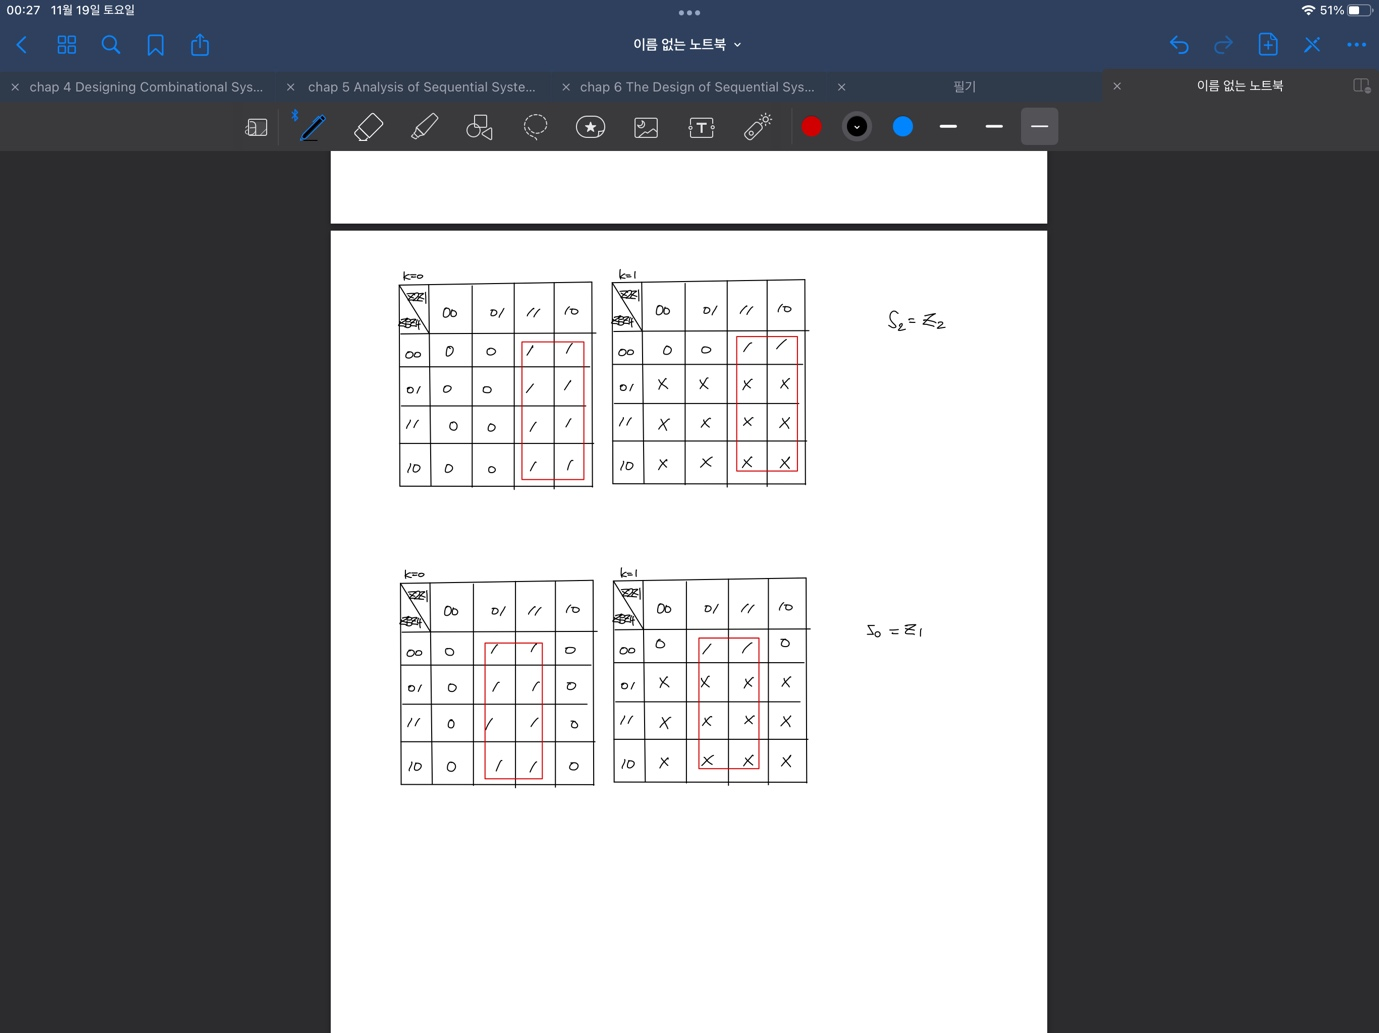 00:27 11월 19일 토요일
51%
이름 없는 노트북
chap 4 Designing Combinational Sys...
chap 5 Analysis of Sequential Syste...
chap 6 The Design of Sequential Sys...
필기
이름 없는 노트북
k=0
00 01 11 10
00 0 0 1 1
01 0 0 1 1
11 0 0 1 1
10 0 0 1 1
k=1
00 01 11 10
00 0 0 1 1
01 X X X X
11 X X X X
10 X X X X
S₂ = Z₂
k=0
00 01 11 10
00 0 1 1 0
01 0 1 1 0
11 0 1 1 0
10 0 1 1 0
k=1
00 01 11 10
00 0 1 1 0
01 X X X X
11 X X X X
10 X X X X
S₀ = Z₁